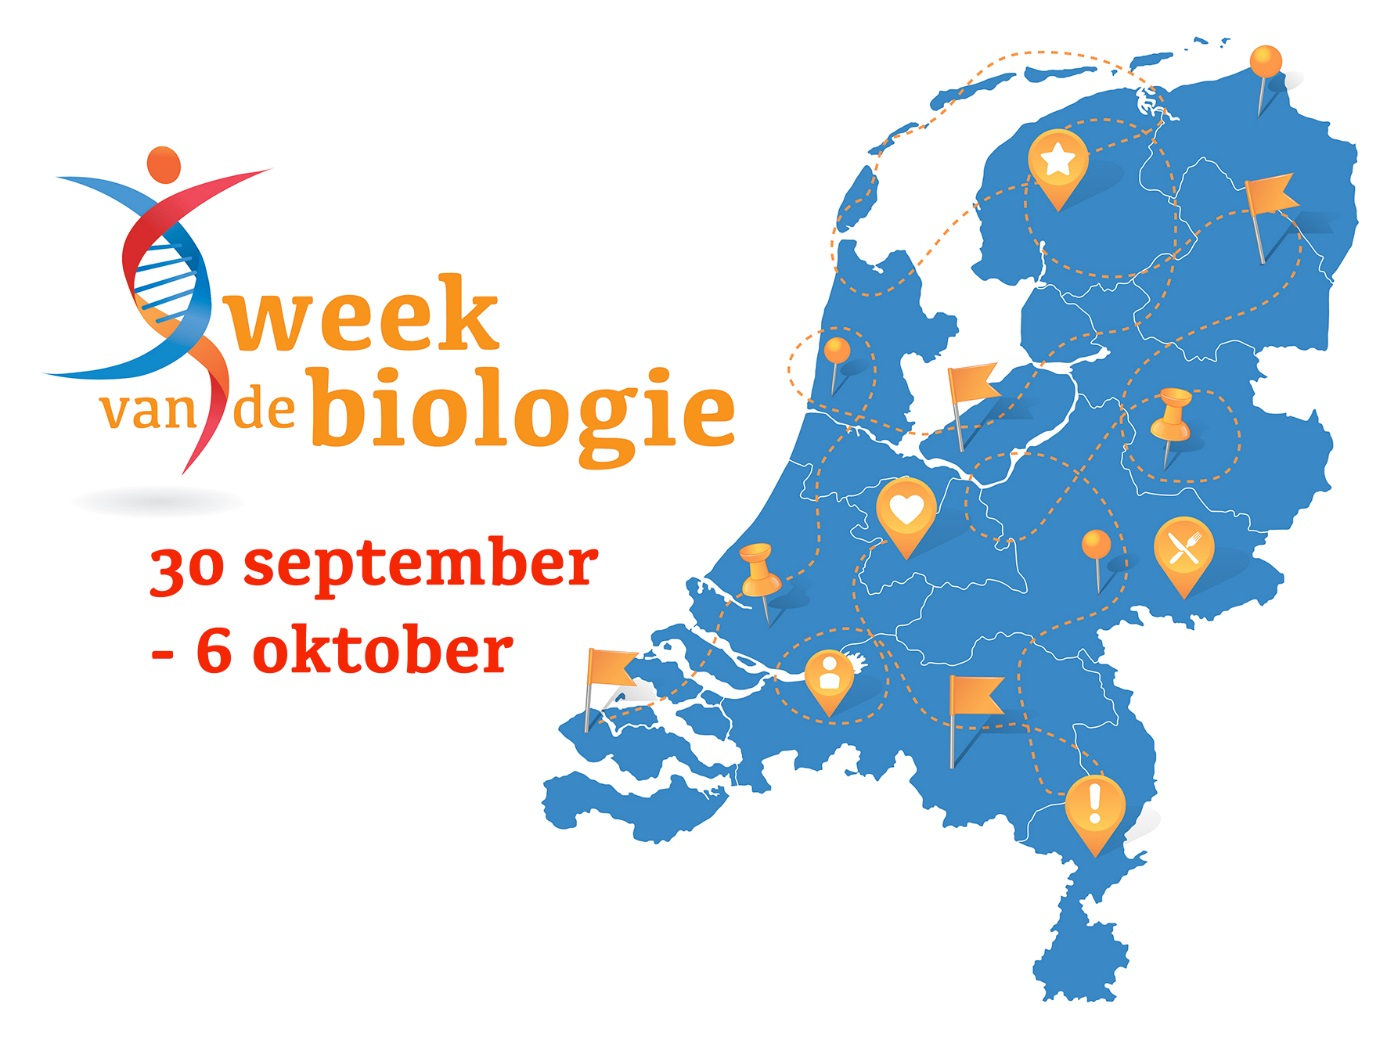 week
van de biologie
30 september
- 6 oktober